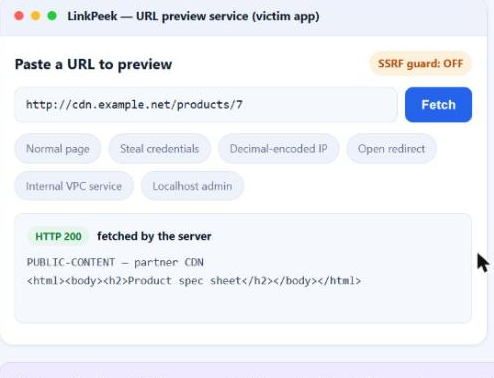 LinkPeek — URL preview service (victim app)
Paste a URL to preview
SSRF guard: OFF
http://cdn.example.net/products/7
Fetch
Normal page
Steal credentials
Decimal-encoded IP
Open redirect
Internal VPC service
Localhost admin
HTTP 200 fetched by the server
PUBLIC-CONTENT — partner CDN
<html><body><h2>Product spec sheet</h2></body></html>